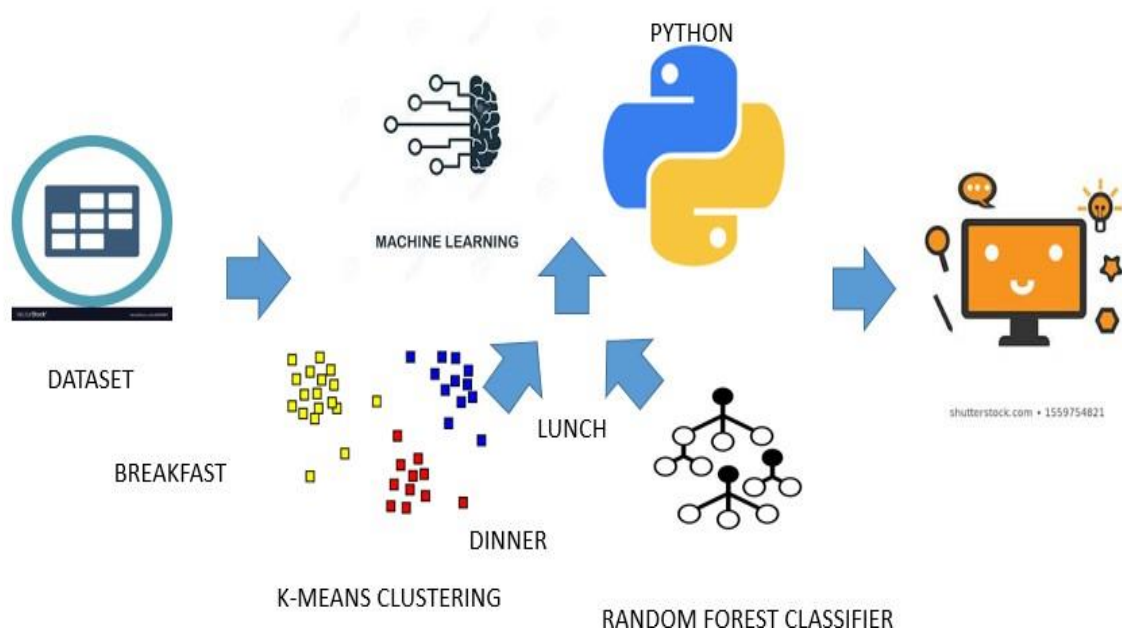 PYTHON
MACHINE LEARNING
DATASET
BREAKFAST
LUNCH
DINNER
K-MEANS CLUSTERING
RANDOM FOREST CLASSIFIER
shutterstock.com • 1559754821